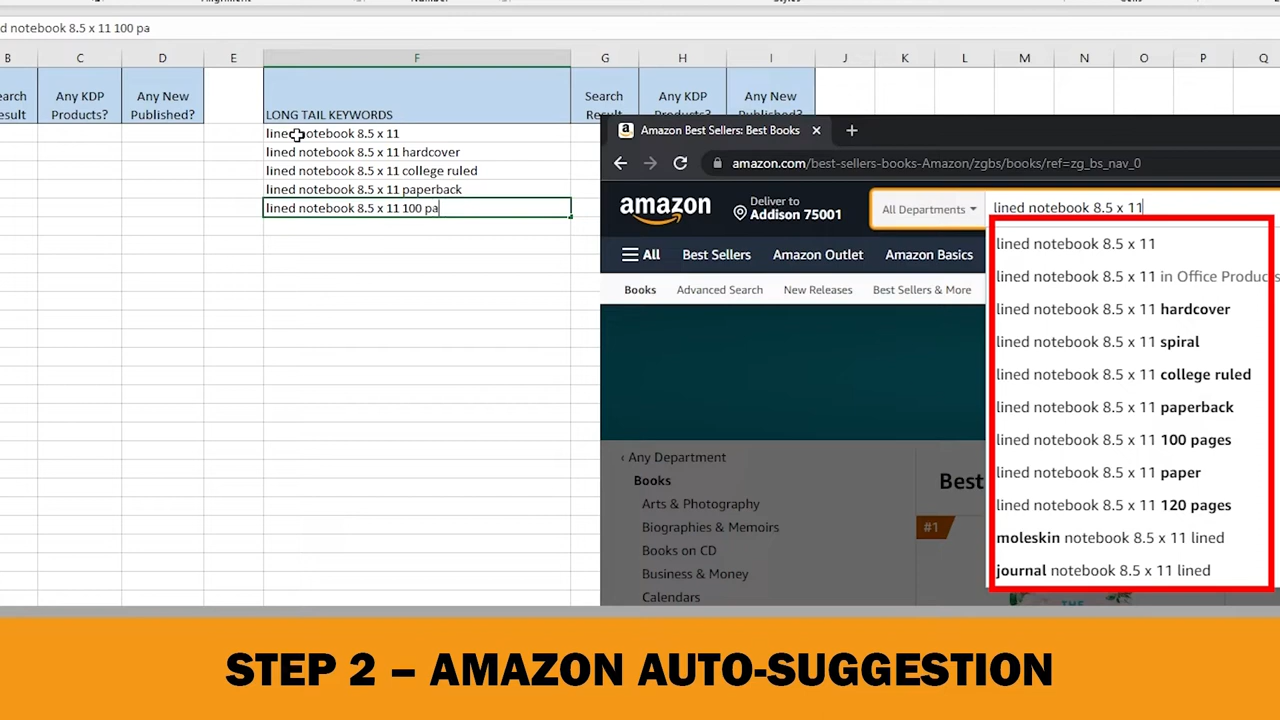 ed notebook 8.5 x 11 100 pa
B C D E F G H I J K L M N O P Q
earch Any KDP Any New Search Any KDP Any New
esult Products? Published? LONG TAIL KEYWORDS Result Products? Published?
lined notebook 8.5 x 11
lined notebook 8.5 x 11 hardcover
lined notebook 8.5 x 11 college ruled
lined notebook 8.5 x 11 paperback
lined notebook 8.5 x 11 100 pa
Amazon Best Sellers: Best Books
amazon.com/best-sellers-books-Amazon/zgbs/books/ref=zg_bs_nav_0
amazon
Deliver to
Addison 75001
All Departments
lined notebook 8.5 x 11
All Best Sellers Amazon Outlet Amazon Basics
Books Advanced Search New Releases Best Sellers & More
lined notebook 8.5 x 11
lined notebook 8.5 x 11 in Office Products
lined notebook 8.5 x 11 hardcover
lined notebook 8.5 x 11 spiral
lined notebook 8.5 x 11 college ruled
lined notebook 8.5 x 11 paperback
lined notebook 8.5 x 11 100 pages
lined notebook 8.5 x 11 paper
lined notebook 8.5 x 11 120 pages
moleskin notebook 8.5 x 11 lined
journal notebook 8.5 x 11 lined
‹ Any Department
Books
Arts & Photography
Biographies & Memoirs
Books on CD
Business & Money
Calendars
Best
#1
THE
STEP 2 – AMAZON AUTO-SUGGESTION